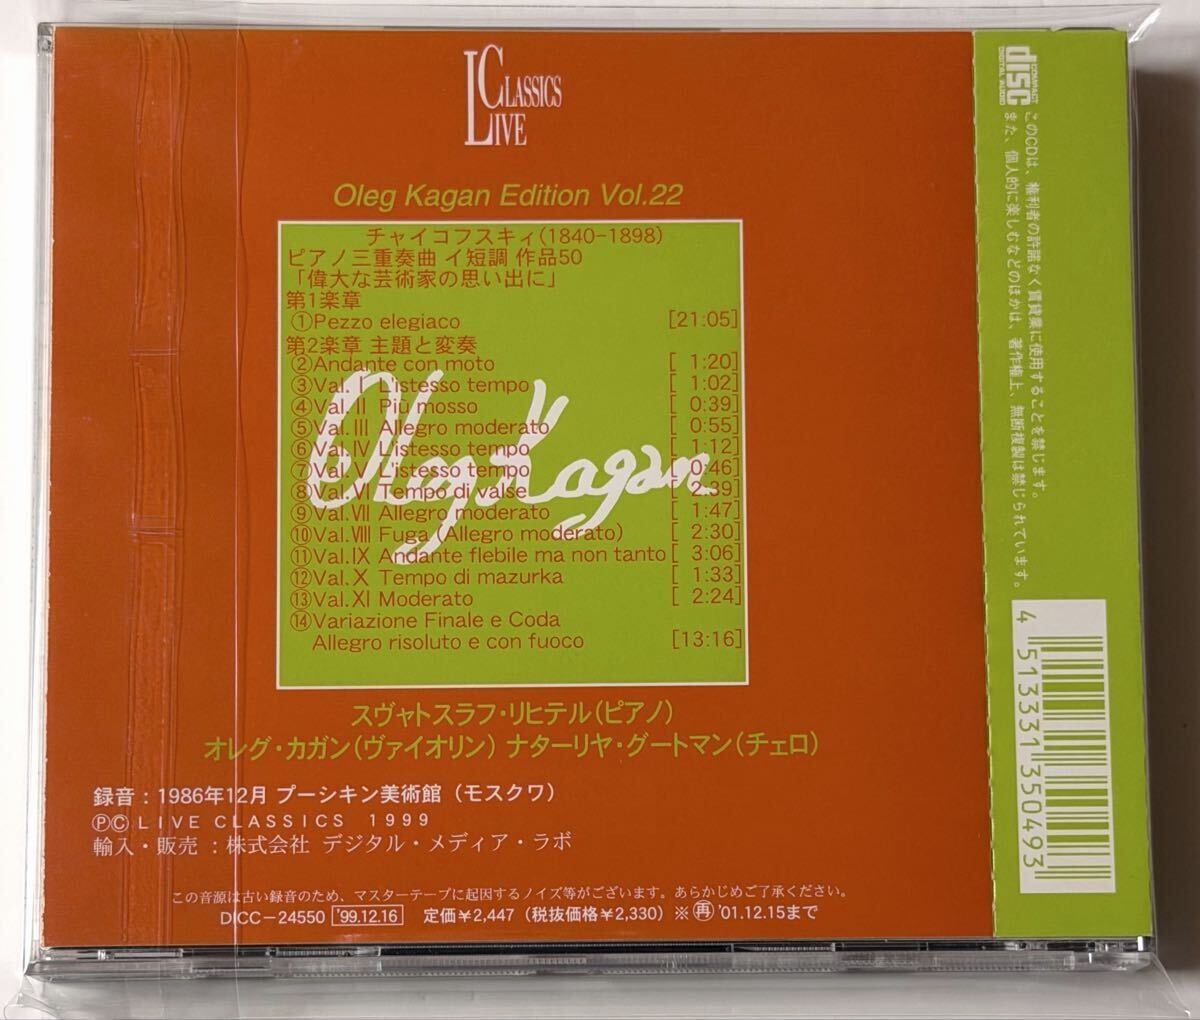 LIVE CLASSICS
Oleg Kagan Edition Vol.22
チャイコフスキィ(1840-1898)
ピアノ三重奏曲 イ短調 作品50
「偉大な芸術家の思い出に」
第1楽章
①Pezzo elegiaco [21:05]
第2楽章 主題と変奏
②Andante con moto [ 1:20]
③Val. I L'istesso tempo [ 1:02]
④Val. II Più mosso [ 0:39]
⑤Val. III Allegro moderato [ 0:55]
⑥Val. IV L'istesso tempo [ 1:12]
⑦Val. V L'istesso tempo [ 0:46]
⑧Val. VI Tempo di valse [ 2:39]
⑨Val. VII Allegro moderato [ 1:47]
⑩Val. VIII Fuga (Allegro moderato) [ 2:30]
⑪Val. IX Andante flebile ma non tanto [ 3:06]
⑫Val. X Tempo di mazurka [ 1:33]
⑬Val. XI Moderato [ 2:24]
⑭Variazione Finale e Coda
Allegro risoluto e con fuoco [13:16]
Oleg Kagan
スヴャトスラフ・リヒテル(ピアノ)
オレグ・カガン(ヴァイオリン) ナターリヤ・グートマン(チェロ)
録音：1986年12月 プーシキン美術館（モスクワ）
ⓅⒸ LIVE CLASSICS 1999
輸入・販売：株式会社 デジタル・メディア・ラボ
この音源は古い録音のため、マスターテープに起因するノイズ等がございます。あらかじめご了承ください。
DICC-24550 '99.12.16 定価¥2,447 (税抜価格¥2,330) ※再'01.12.15まで
COMPACT disc DIGITAL AUDIO
このCDは、権利者の許諾なく賃貸業に使用することを禁じます。
また、個人的に楽しむなどのほかは、著作権上、無断複製は禁じられています。
4 513331 350493